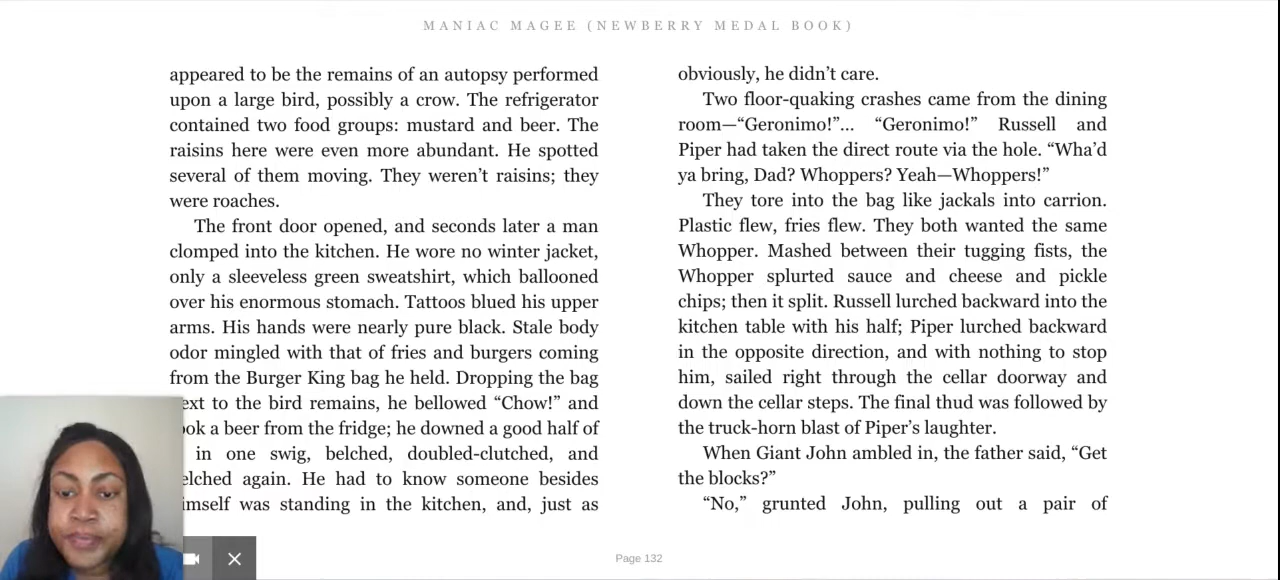 MANIAC MAGEE (NEWBERRY MEDAL BOOK)
appeared to be the remains of an autopsy performed
upon a large bird, possibly a crow. The refrigerator
contained two food groups: mustard and beer. The
raisins here were even more abundant. He spotted
several of them moving. They weren’t raisins; they
were roaches.
The front door opened, and seconds later a man
clomped into the kitchen. He wore no winter jacket,
only a sleeveless green sweatshirt, which ballooned
over his enormous stomach. Tattoos blued his upper
arms. His hands were nearly pure black. Stale body
odor mingled with that of fries and burgers coming
from the Burger King bag he held. Dropping the bag
ext to the bird remains, he bellowed “Chow!” and
ok a beer from the fridge; he downed a good half of
in one swig, belched, doubled-clutched, and
elched again. He had to know someone besides
imself was standing in the kitchen, and, just as
obviously, he didn’t care.
Two floor-quaking crashes came from the dining
room—“Geronimo!”... “Geronimo!” Russell and
Piper had taken the direct route via the hole. “Wha’d
ya bring, Dad? Whoppers? Yeah—Whoppers!”
They tore into the bag like jackals into carrion.
Plastic flew, fries flew. They both wanted the same
Whopper. Mashed between their tugging fists, the
Whopper splurted sauce and cheese and pickle
chips; then it split. Russell lurched backward into the
kitchen table with his half; Piper lurched backward
in the opposite direction, and with nothing to stop
him, sailed right through the cellar doorway and
down the cellar steps. The final thud was followed by
the truck-horn blast of Piper’s laughter.
When Giant John ambled in, the father said, “Get
the blocks?”
“No,” grunted John, pulling out a pair of
Page 132